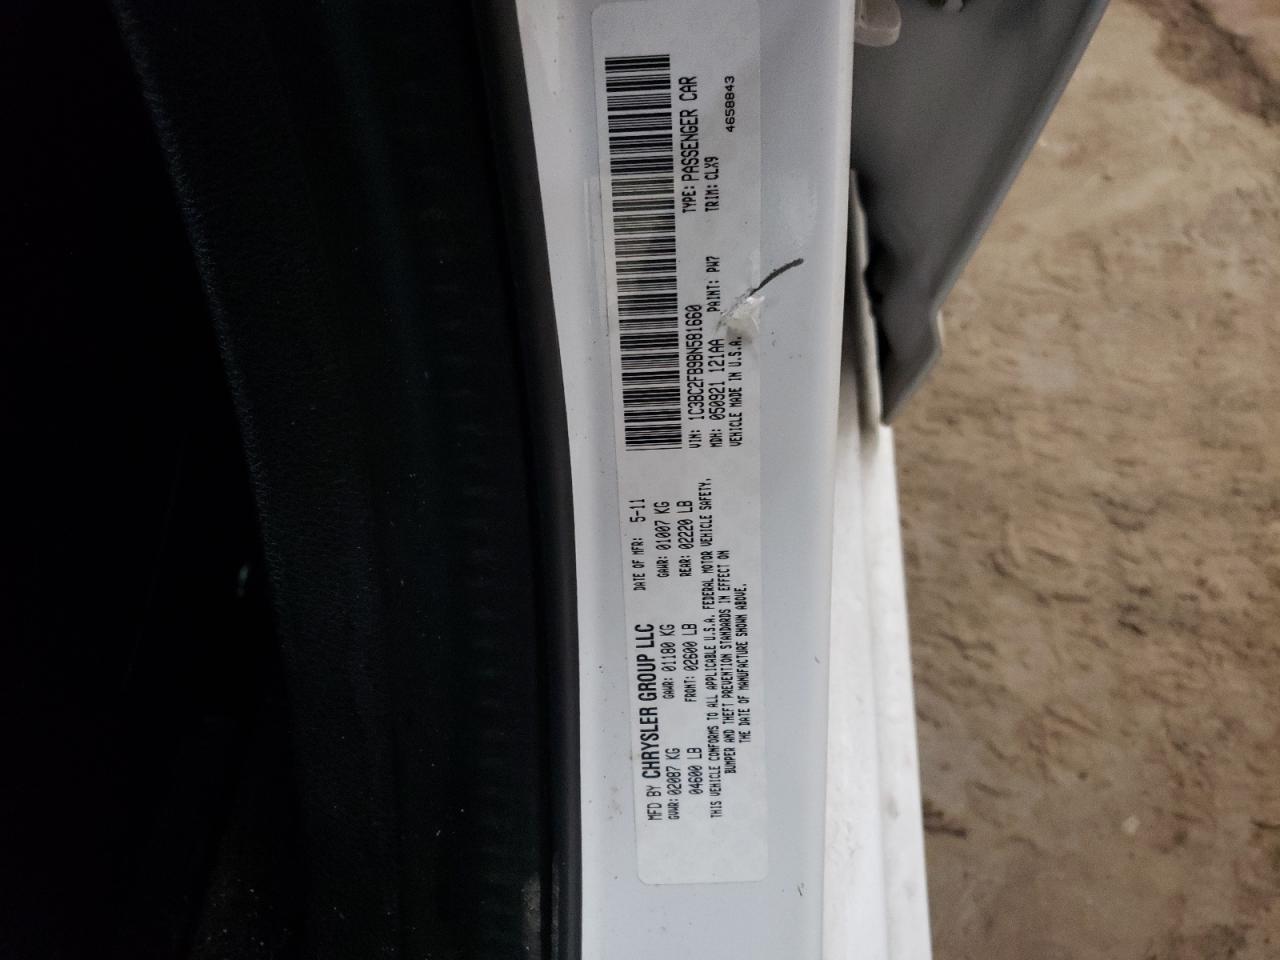 MFD BY CHRYSLER GROUP LLC DATE OF MFR: 5-11
GVWR: 02087 KG GAWR: 01180 KG GAWR: 01007 KG
04600 LB FRONT: 02600 LB REAR: 02220 LB
THIS VEHICLE CONFORMS TO ALL APPLICABLE U.S.A. FEDERAL MOTOR VEHICLE SAFETY,
BUMPER AND THEFT PREVENTION STANDARDS IN EFFECT ON
THE DATE OF MANUFACTURE SHOWN ABOVE.
VIN: 1C3BC2FB9BN581660 TYPE: PASSENGER CAR
MDH: 050921 121AA PAINT: PW7 TRIM: CLX9
VEHICLE MADE IN U.S.A. 4658843